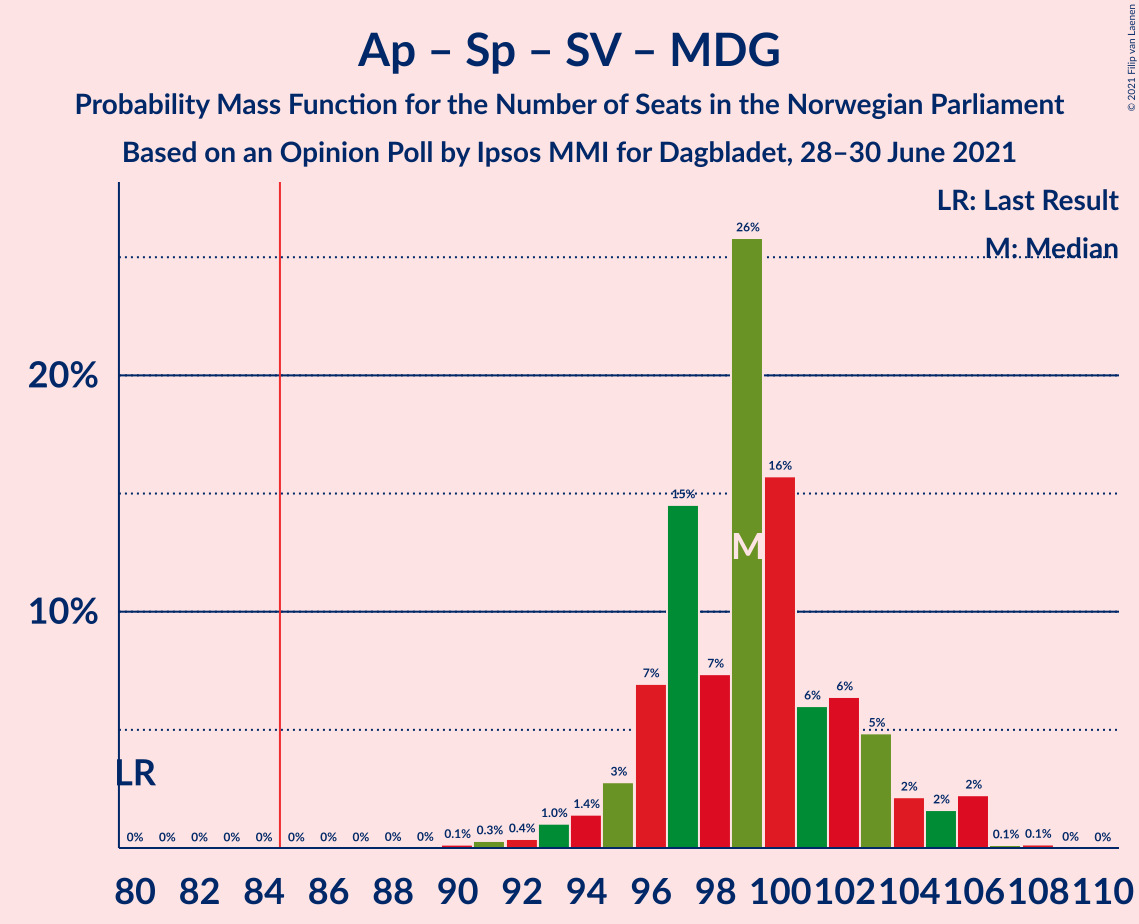 Ap – Sp – SV – MDG
Probability Mass Function for the Number of Seats in the Norwegian Parliament
Based on an Opinion Poll by Ipsos MMI for Dagbladet, 28–30 June 2021
© 2021 Filip van Laenen
LR: Last Result
M: Median
20%
10%
LR
M
0% 0% 0% 0% 0% 0% 0% 0% 0% 0% 0.1% 0.3% 0.4% 1.0% 1.4% 3% 7% 15% 7% 26% 16% 6% 6% 5% 2% 2% 2% 0.1% 0.1% 0% 0%
80 82 84 86 88 90 92 94 96 98 100 102 104 106 108 110